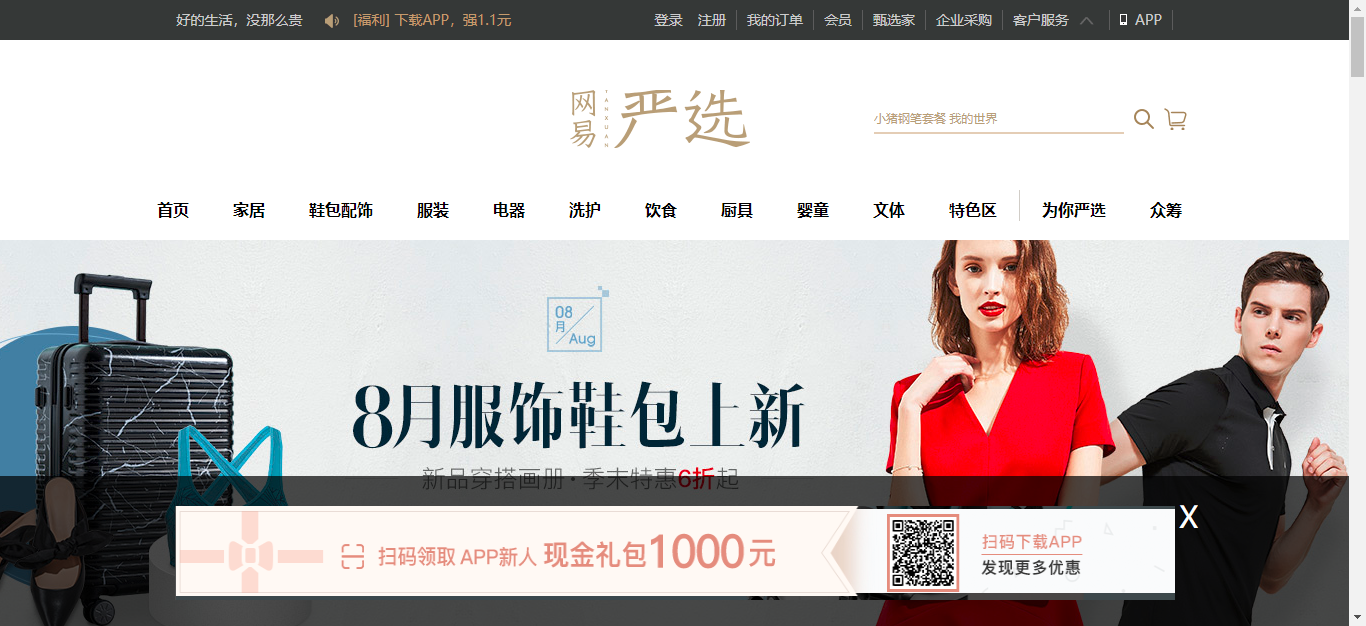 好的生活，没那么贵
[福利] 下载APP，强1.1元
登录 注册 我的订单 会员 甄选家 企业采购 客户服务 APP
网易 YANXUAN 严选
小猪钢笔套餐 我的世界
首页 家居 鞋包配饰 服装 电器 洗护 饮食 厨具 婴童 文体 特色区 为你严选 众筹
08月 Aug
8月服饰鞋包上新
新品穿搭画册·季末特惠6折起
X
扫码领取 APP新人 现金礼包1000元
扫码下载APP
发现更多优惠